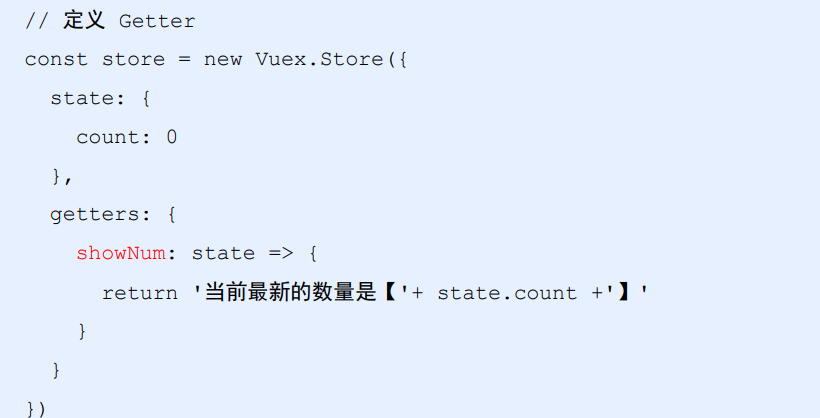 // 定义 Getter
const store = new Vuex.Store({
  state: {
    count: 0
  },
  getters: {
    showNum: state => {
      return '当前最新的数量是【'+ state.count +'】'
    }
  }
})